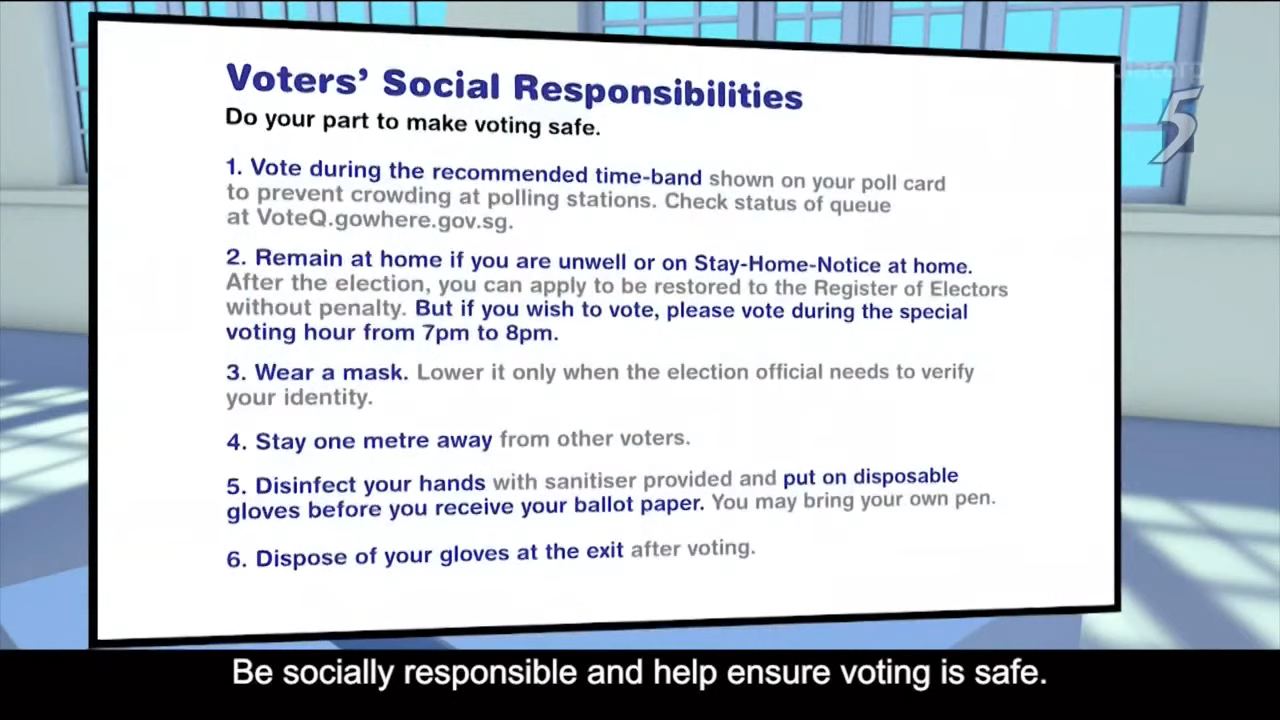 Voters' Social Responsibilities
Do your part to make voting safe.
1. Vote during the recommended time-band shown on your poll card
to prevent crowding at polling stations. Check status of queue
at VoteQ.gowhere.gov.sg.
2. Remain at home if you are unwell or on Stay-Home-Notice at home.
After the election, you can apply to be restored to the Register of Electors
without penalty. But if you wish to vote, please vote during the special
voting hour from 7pm to 8pm.
3. Wear a mask. Lower it only when the election official needs to verify
your identity.
4. Stay one metre away from other voters.
5. Disinfect your hands with sanitiser provided and put on disposable
gloves before you receive your ballot paper. You may bring your own pen.
6. Dispose of your gloves at the exit after voting.
5
Be socially responsible and help ensure voting is safe.